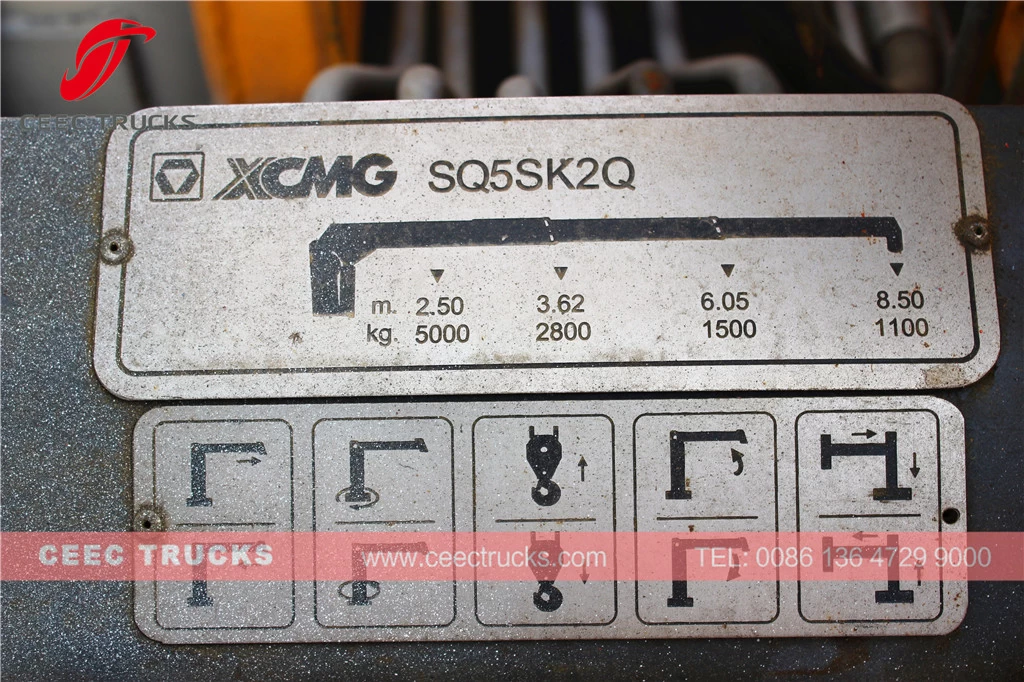 CEEC TRUCKS
XCMG SQ5SK2Q
m. 2.50 3.62 6.05 8.50
kg. 5000 2800 1500 1100
CEEC TRUCKS www.ceectrucks.com TEL: 0086 136 4729 9000